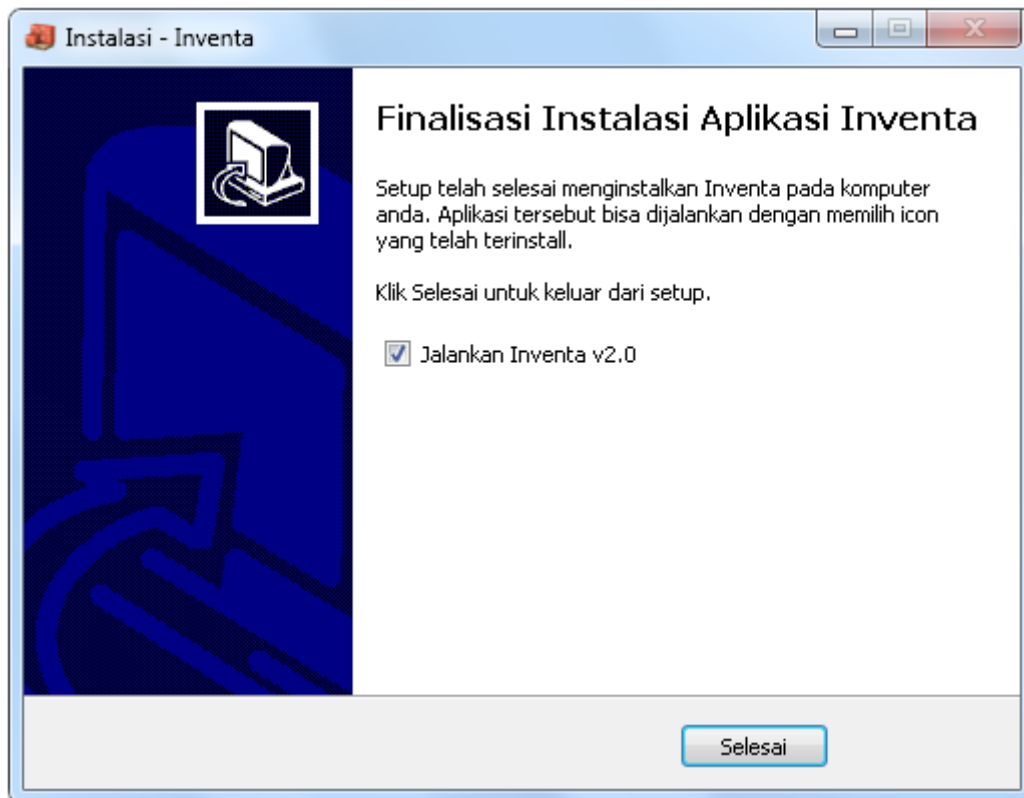 Instalasi - Inventa
Finalisasi Instalasi Aplikasi Inventa
Setup telah selesai menginstalkan Inventa pada komputer
anda. Aplikasi tersebut bisa dijalankan dengan memilih icon
yang telah terinstall.
Klik Selesai untuk keluar dari setup.
Jalankan Inventa v2.0
Selesai